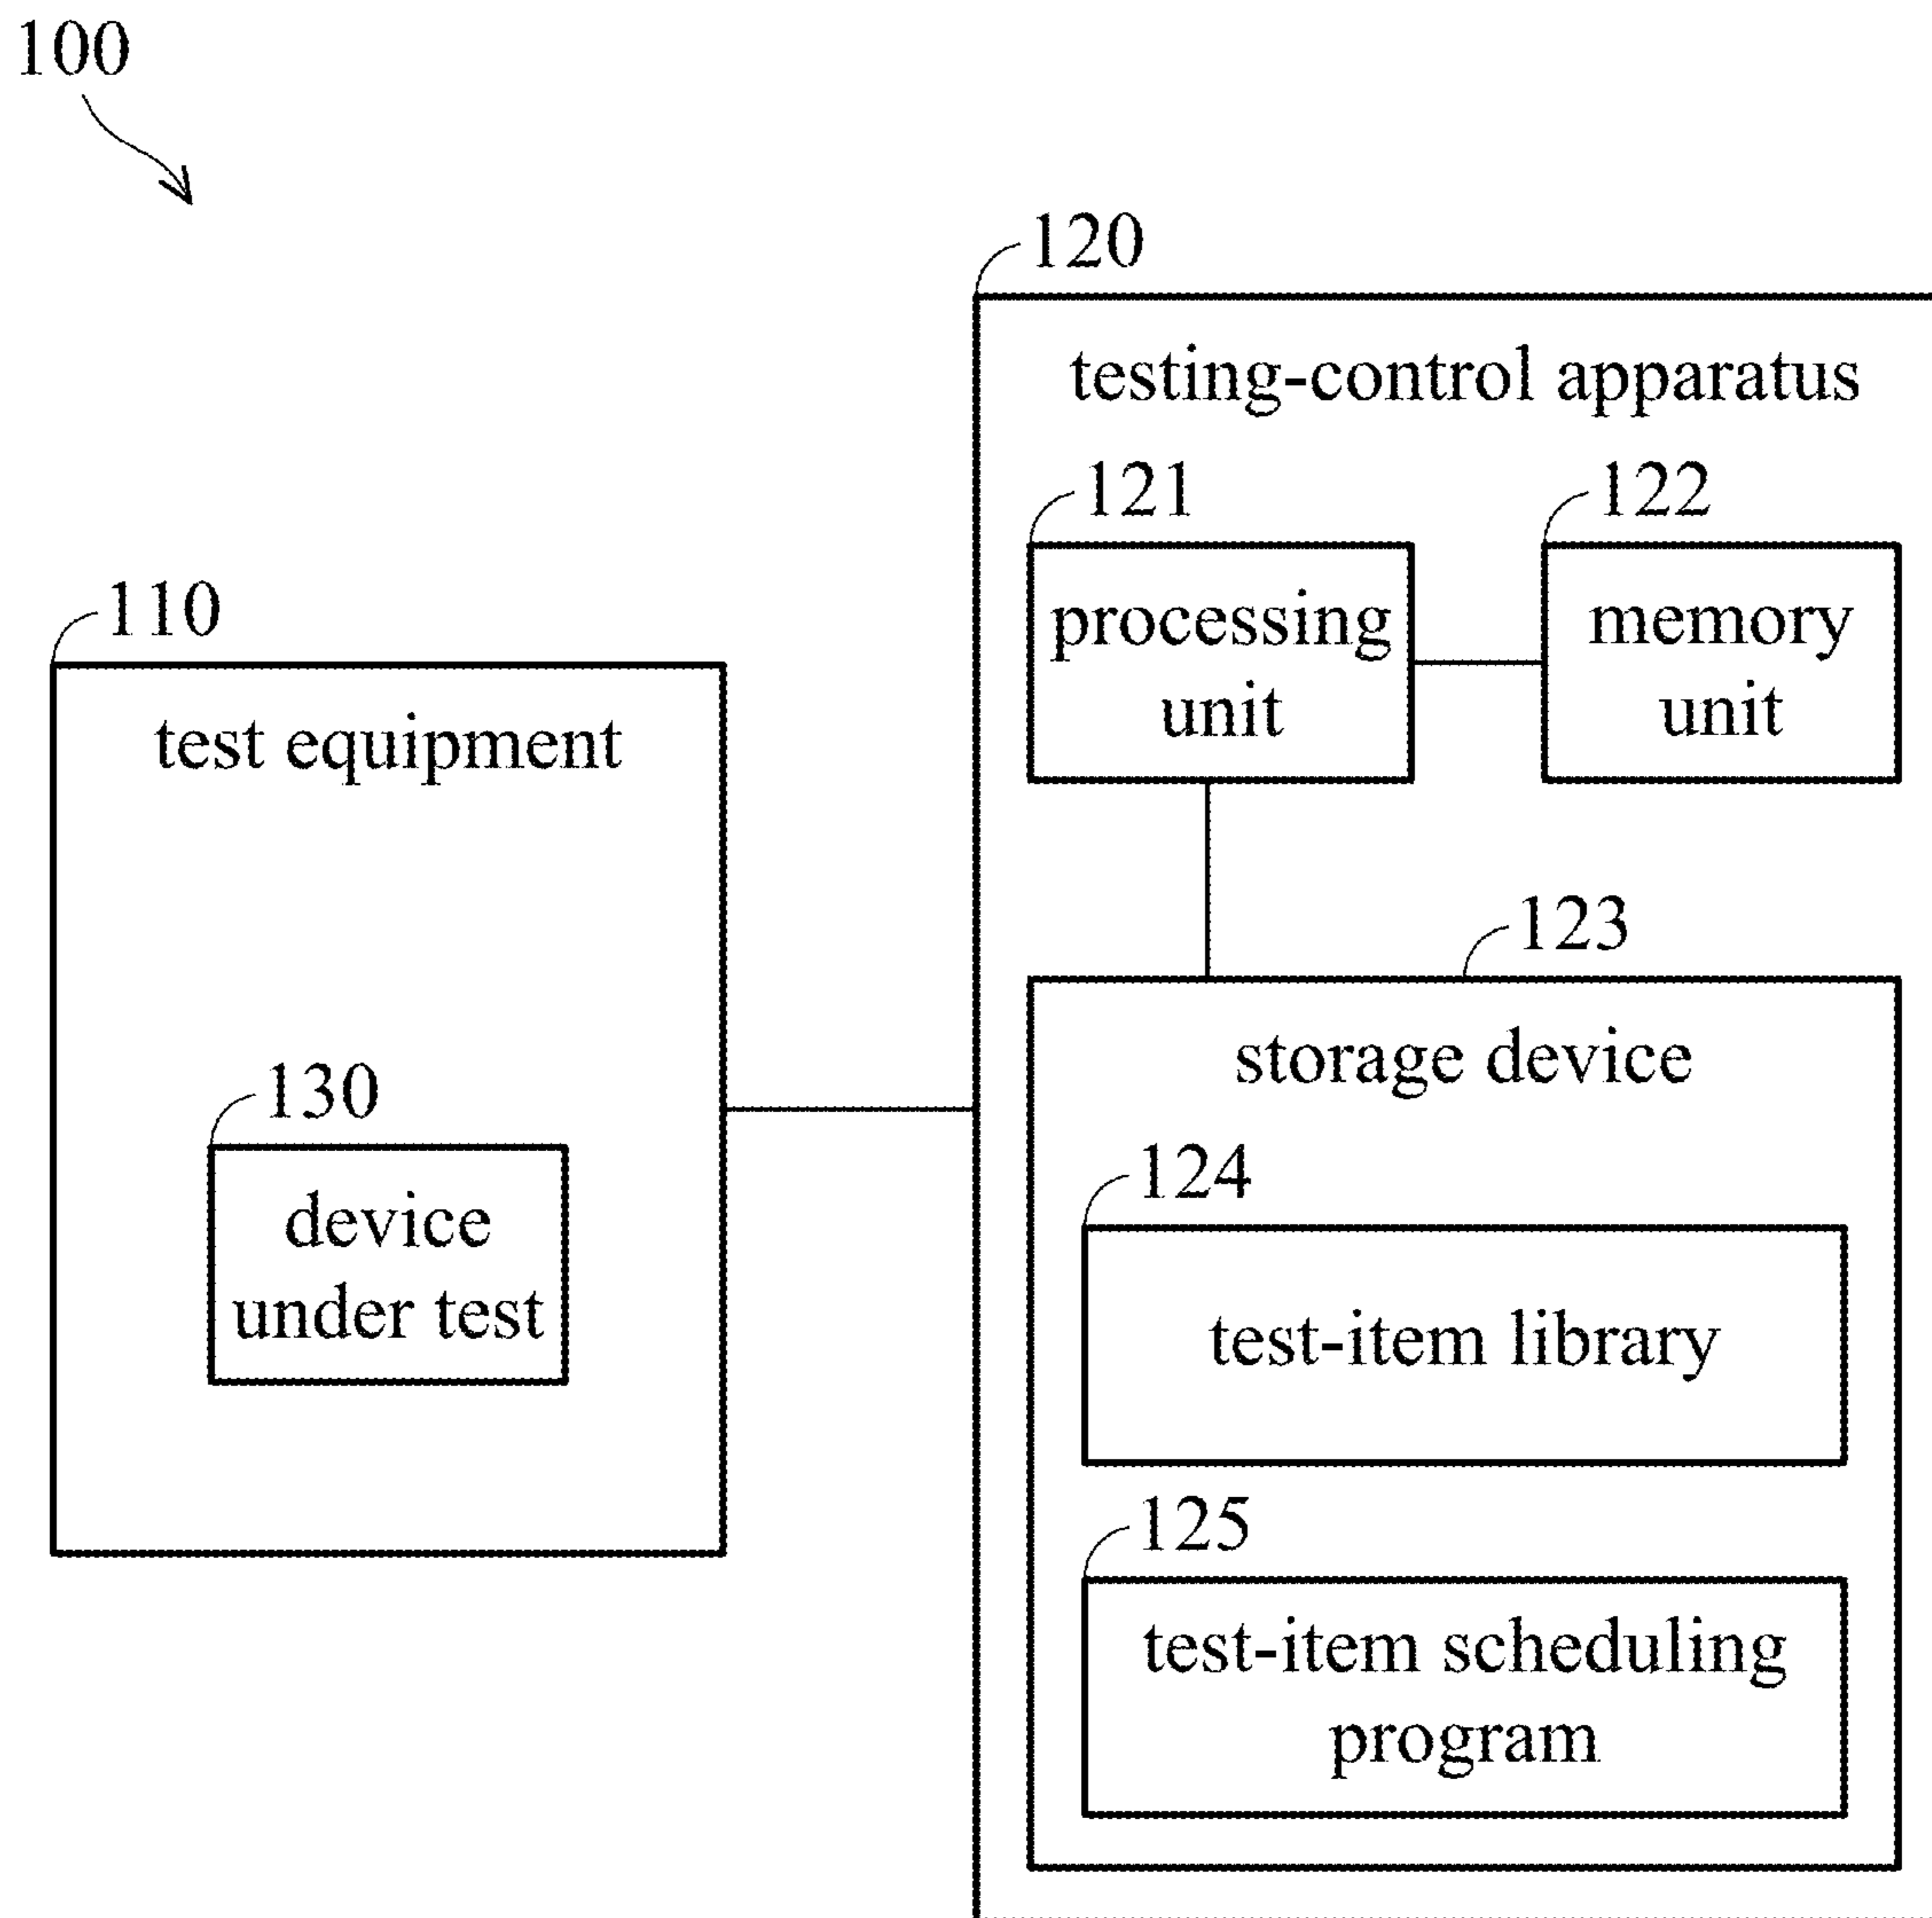 100
120
testing-control apparatus
121
122
processing
unit
memory
unit
110
test equipment
130
device
under test
123
storage device
124
test-item library
125
test-item scheduling
program